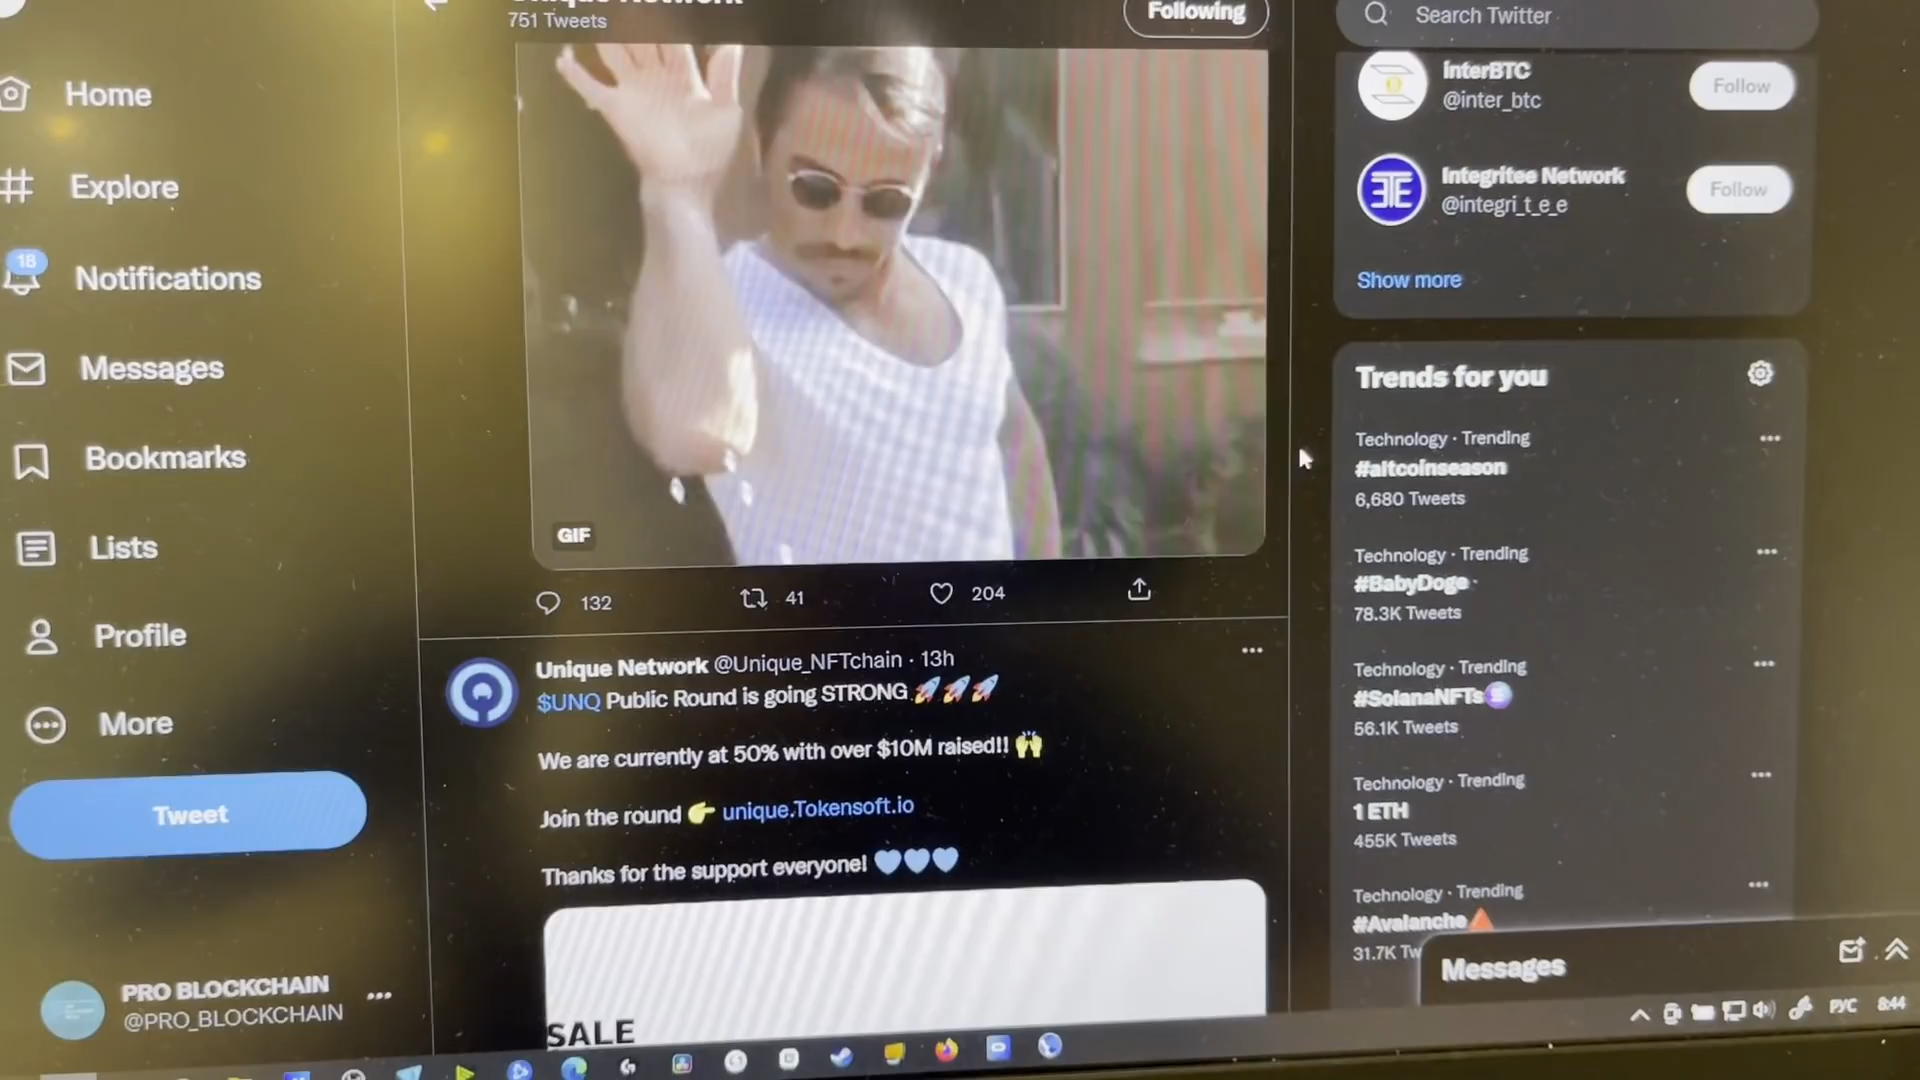 Home
Explore
18
Notifications
Messages
Bookmarks
Lists
Profile
More
Tweet
PRO BLOCKCHAIN
@PRO_BLOCKCHAIN
Unique Network
751 Tweets
Following
GIF
132
41
204
Unique Network @Unique_NFTchain · 13h
$UNQ Public Round is going STRONG 🚀🚀🚀
We are currently at 50% with over $10M raised!! 🙌
Join the round 👉 unique.Tokensoft.io
Thanks for the support everyone! 💙💙💙
SALE
Search Twitter
interBTC
@inter_btc
Follow
Integritee Network
@integri_t_e_e
Follow
Show more
Trends for you
Technology · Trending
#altcoinseason
6,680 Tweets
Technology · Trending
#BabyDoge
78.3K Tweets
Technology · Trending
#SolanaNFTs
56.1K Tweets
Technology · Trending
1 ETH
455K Tweets
Technology · Trending
#Avalanche
31.7K Tw
Messages
РУС
8:44